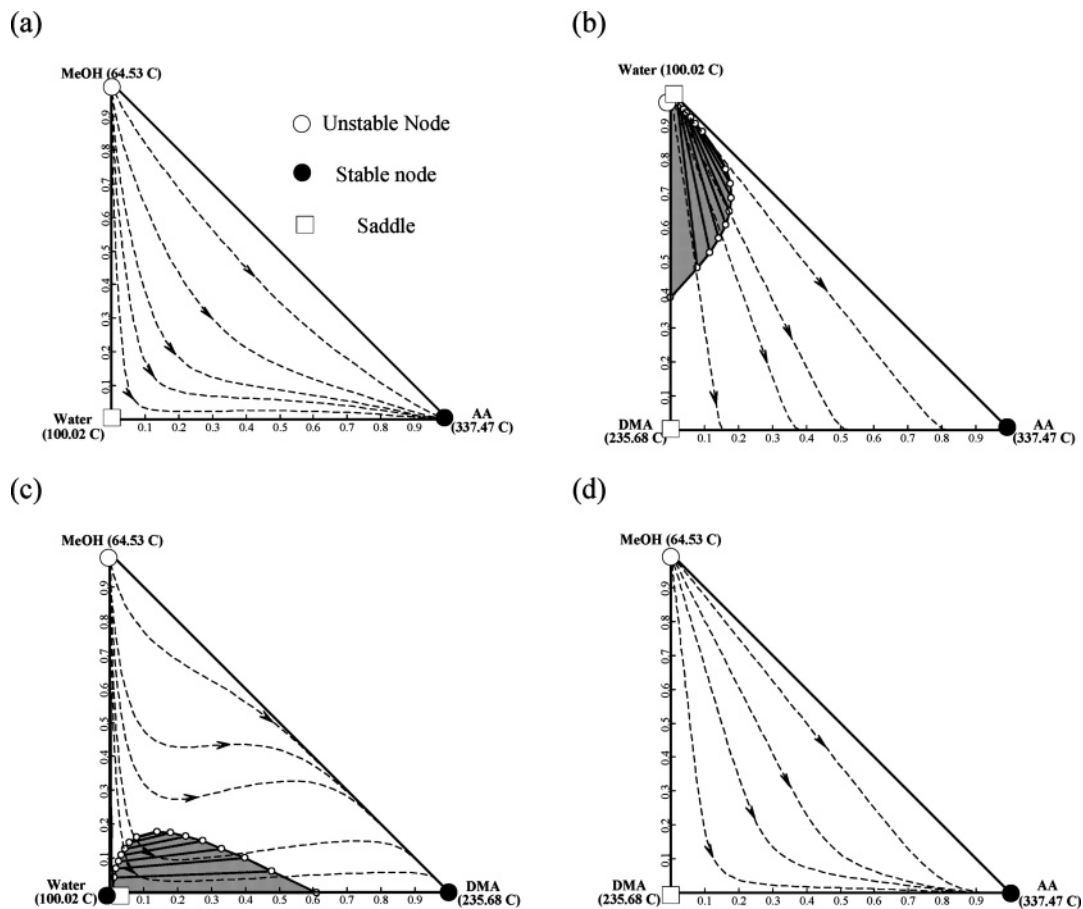 (a)
MeOH (64.53 C)
0.9
0.8
0.7
0.6
0.5
0.4
0.3
0.2
0.1
Water
(100.02 C)
0.1 0.2 0.3 0.4 0.5 0.6 0.7 0.8 0.9
AA
(337.47 C)
Unstable Node
Stable node
Saddle
(b)
Water (100.02 C)
0.9
0.8
0.7
0.6
0.5
0.4
0.3
0.2
0.1
DMA
(235.68 C)
0.1 0.2 0.3 0.4 0.5 0.6 0.7 0.8 0.9
AA
(337.47 C)
(c)
MeOH (64.53 C)
0.9
0.8
0.7
0.6
0.5
0.4
0.3
0.2
0.1
Water
(100.02 C)
0.1 0.2 0.3 0.4 0.5 0.6 0.7 0.8 0.9
DMA
(235.68 C)
(d)
MeOH (64.53 C)
0.9
0.8
0.7
0.6
0.5
0.4
0.3
0.2
0.1
DMA
(235.68 C)
0.1 0.2 0.3 0.4 0.5 0.6 0.7 0.8 0.9
AA
(337.47 C)